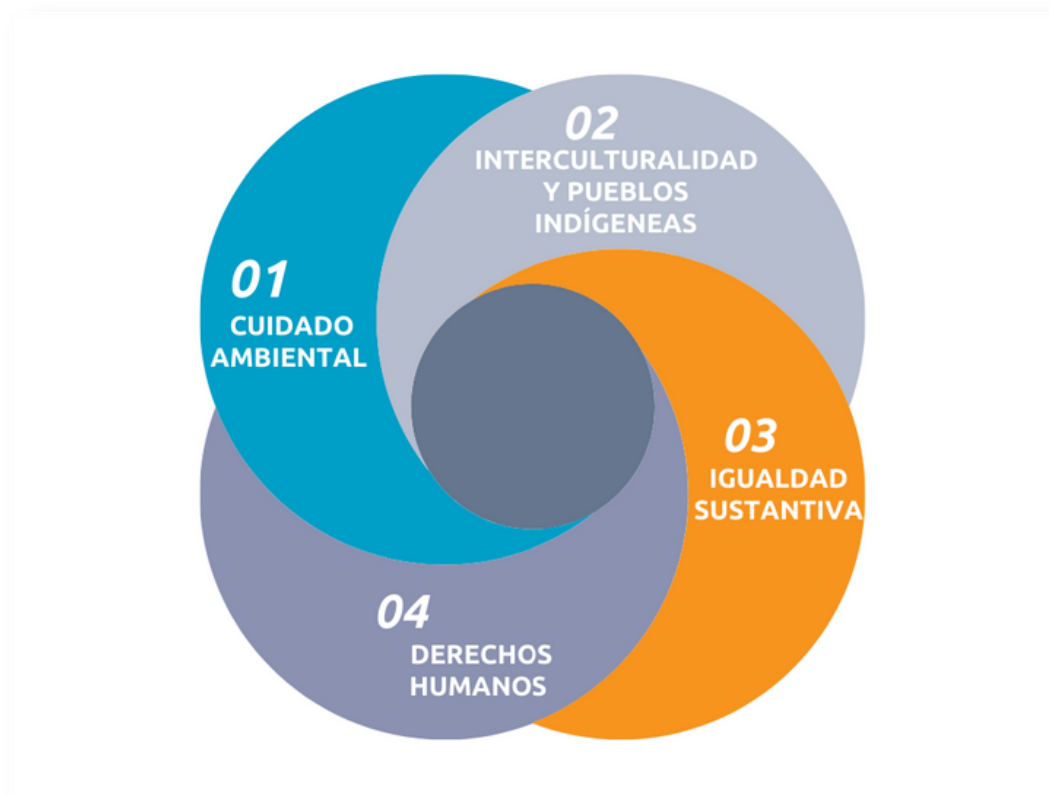 01
CUIDADO
AMBIENTAL
02
INTERCULTURALIDAD
Y PUEBLOS
INDÍGENEAS
03
IGUALDAD
SUSTANTIVA
04
DERECHOS
HUMANOS